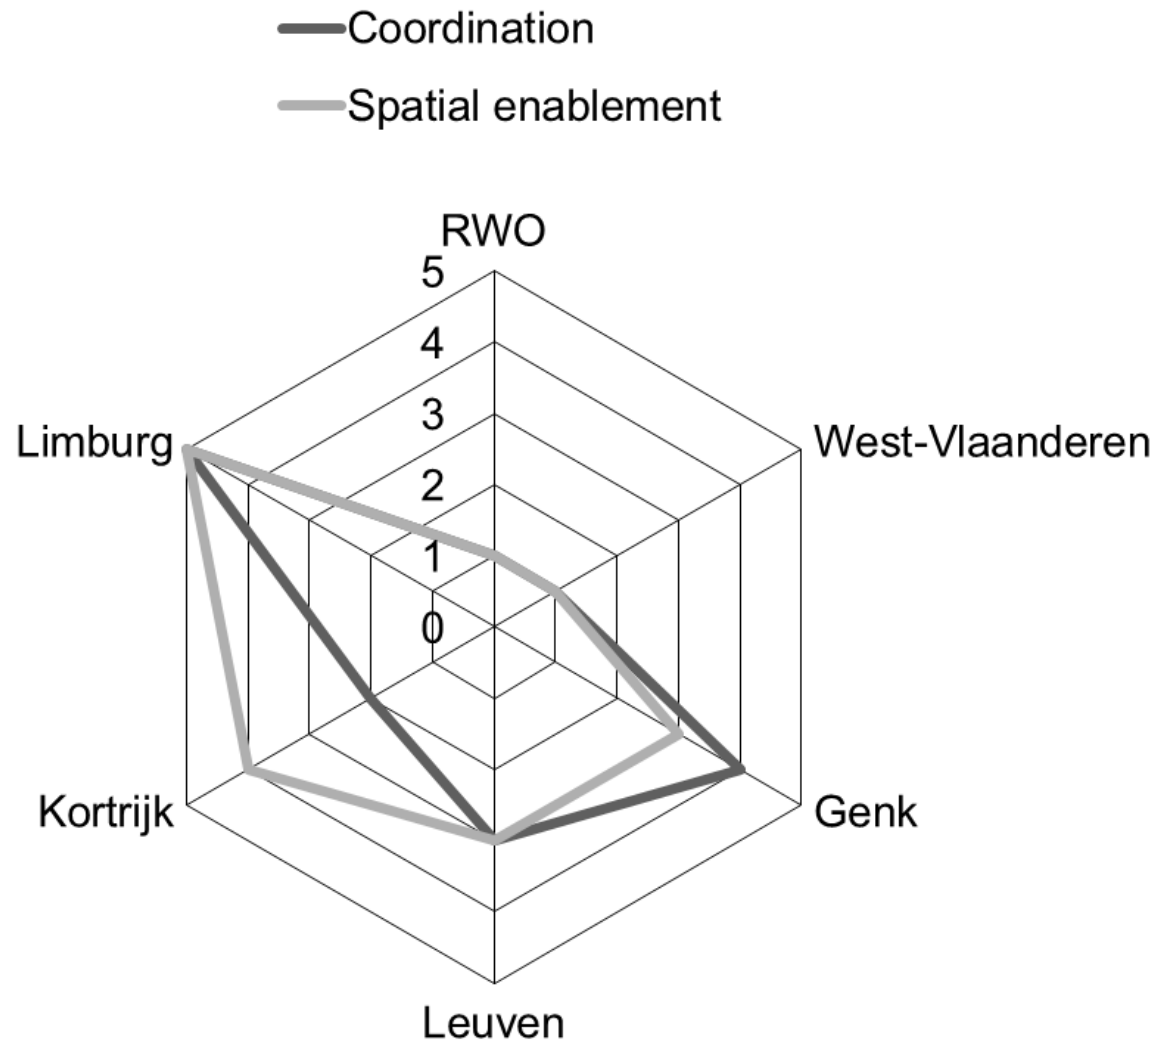 Coordination
Spatial enablement
RWO
5
4
3
Limburg
West-Vlaanderen
2
1
0
Kortrijk
Genk
Leuven